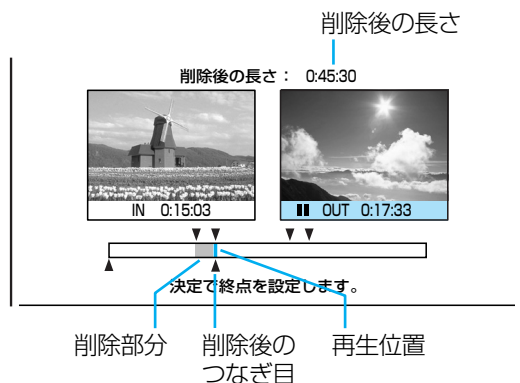 削除後の長さ
削除後の長さ： 0:45:30
IN 0:15:03
OUT 0:17:33
決定で終点を設定します。
削除部分
削除後の
つなぎ目
再生位置